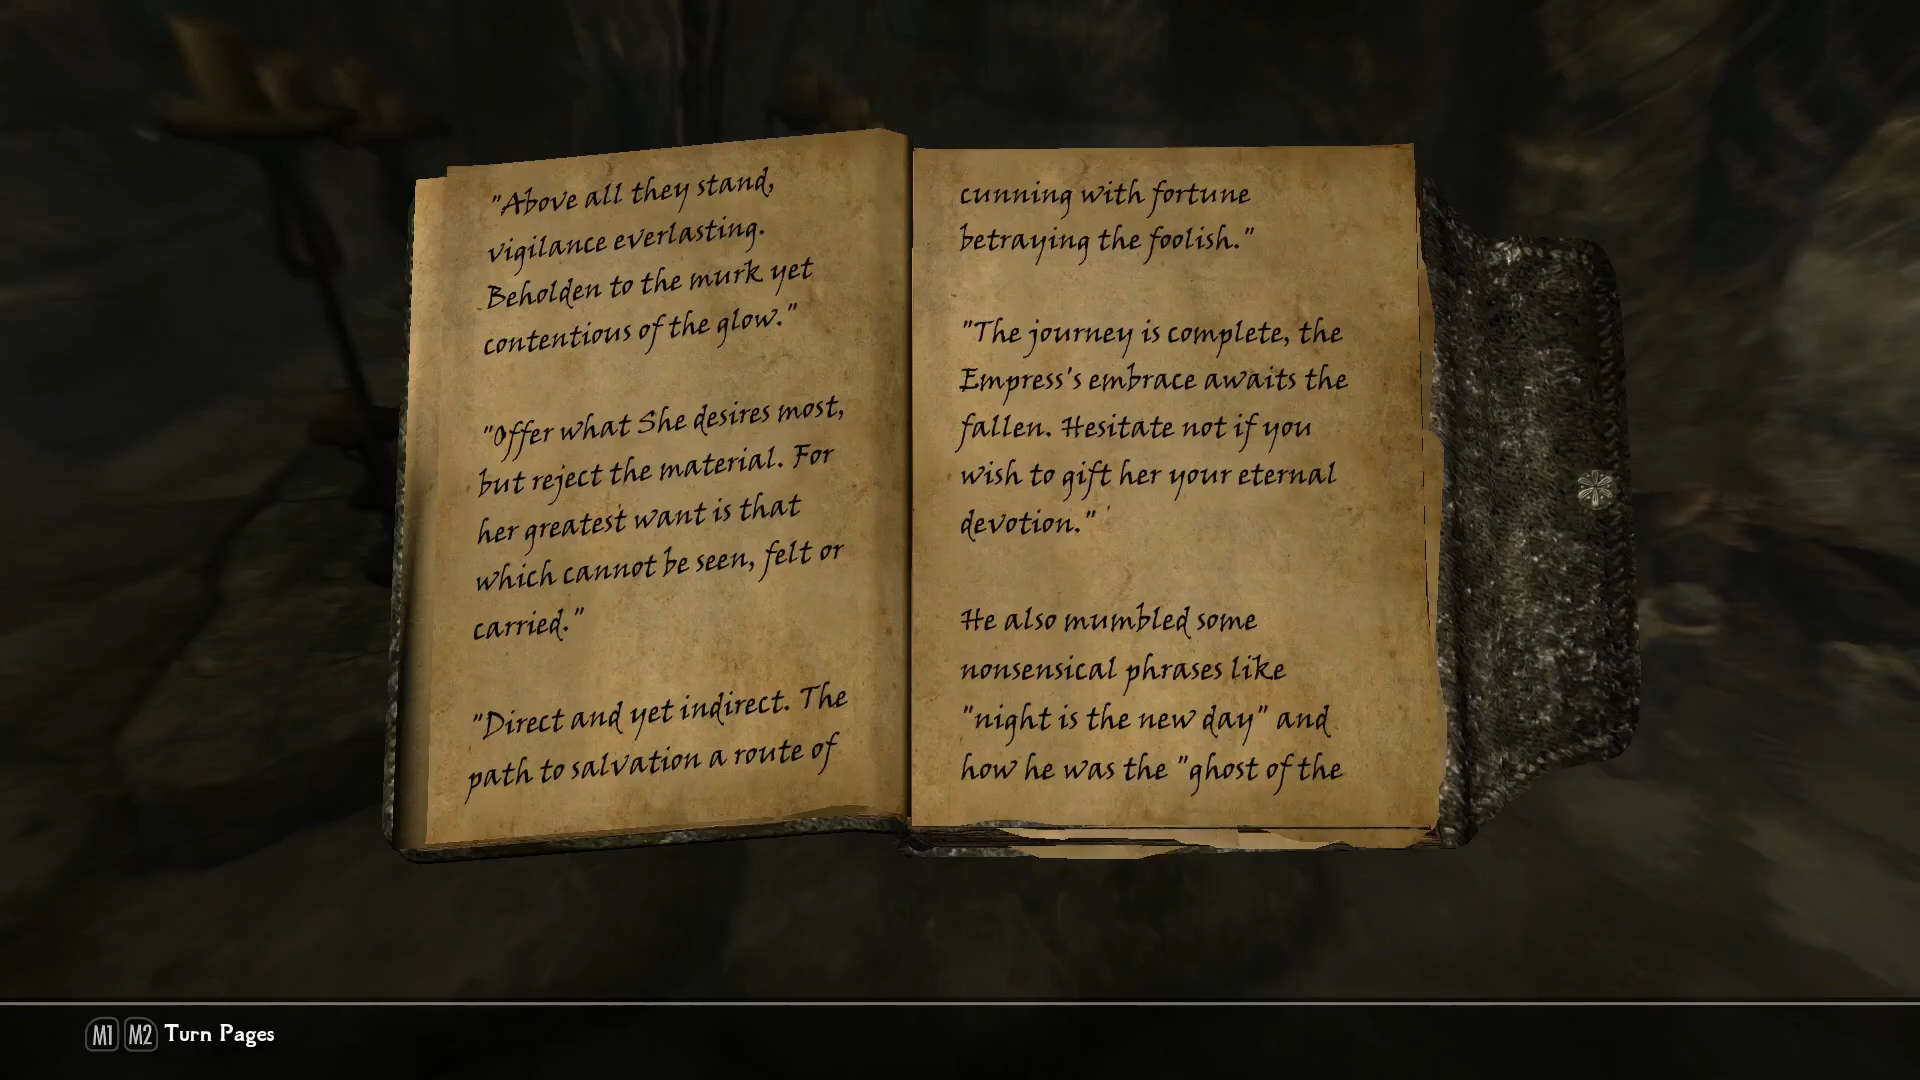 "Above all they stand,
vigilance everlasting.
Beholden to the murk yet
contentious of the glow."
"Offer what She desires most,
but reject the material. For
her greatest want is that
which cannot be seen, felt or
carried."
"Direct and yet indirect. The
path to salvation a route of
cunning with fortune
betraying the foolish."
"The journey is complete, the
Empress's embrace awaits the
fallen. Hesitate not if you
wish to gift her your eternal
devotion."
He also mumbled some
nonsensical phrases like
"night is the new day" and
how he was the "ghost of the
M1 M2 Turn Pages